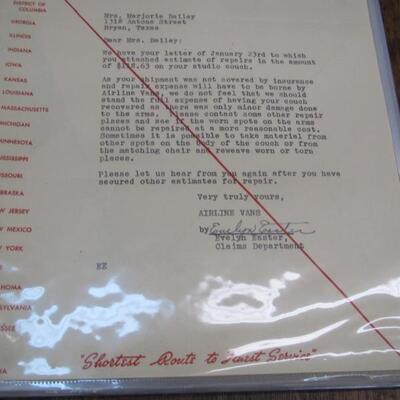 DISTRICT OF
COLUMBIA
GEORGIA
ILLINOIS
INDIANA
IOWA
KANSAS
LOUISIANA
MASSACHUSETTS
MICHIGAN
MINNESOTA
MISSISSIPPI
MISSOURI
NEBRASKA
NEW JERSEY
NEW MEXICO
NEW YORK
Mrs. Marjorie Bailey
1312 Antone Street
Bryan, Texas
Dear Mrs. Bailey:
We have your letter of January 23rd to which
you attached estimate of repairs in the amount
of $118.63 on your studio couch.
As your shipment was not covered by insurance
and repair expense will have to be borne by
Airline Vans, we do not feel that we should
stand the full expense of having your couch
recovered as there was only minor damage done
to the arms. Please contact some other repair
places and see if the worn spots on the arms
cannot be repaired at a more reasonable cost.
Sometimes it is possible to take material from
other spots on the body of the couch or from
the matching chair and reweave worn or torn
places.
Please let us hear from you again after you have
secured other estimates for repair.
Very truly yours,
AIRLINE VANS
by Evelyn Easter
Evelyn Easter,
Claims Department
EE
"Shortest Route to Finest Service"